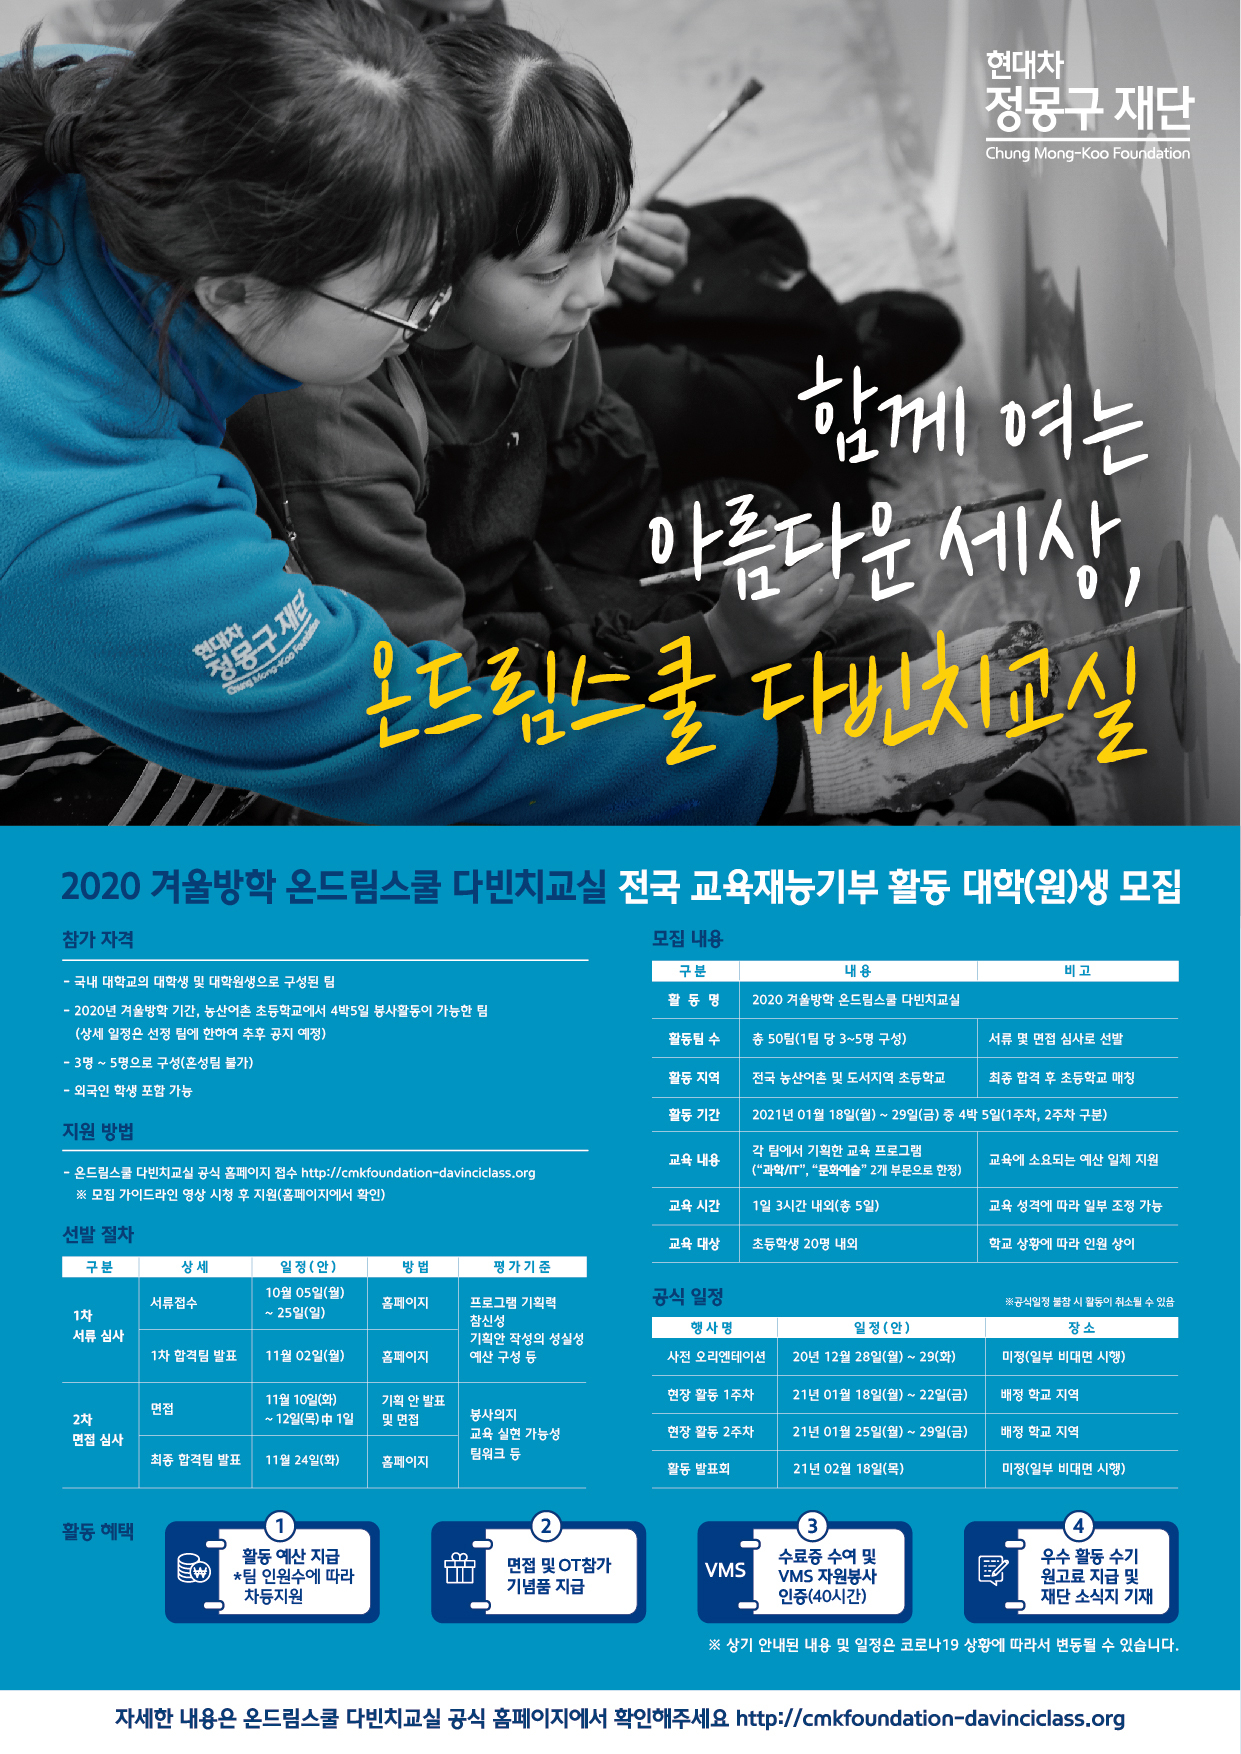 현대차
정몽구 재단
Chung Mong-Koo Foundation
함께 여는
아름다운 세상,
현대차
정몽구 재단
Chung Mong-Koo Foundation
온드림스쿨 다빈치교실
2020 겨울방학 온드림스쿨 다빈치교실 전국 교육재능기부 활동 대학(원)생 모집
참가 자격
- 국내 대학교의 대학생 및 대학원생으로 구성된 팀
- 2020년 겨울방학 기간, 농산어촌 초등학교에서 4박5일 봉사활동이 가능한 팀
(상세 일정은 선정 팀에 한하여 추후 공지 예정)
- 3명 ~ 5명으로 구성(혼성팀 불가)
- 외국인 학생 포함 가능
지원 방법
- 온드림스쿨 다빈치교실 공식 홈페이지 접수 http://cmkfoundation-davinciclass.org
※ 모집 가이드라인 영상 시청 후 지원(홈페이지에서 확인)
선발 절차
구분 상세 일정(안) 방법 평가기준
1차
서류 심사
서류접수
10월 05일(월)
~ 25일(일)
홈페이지
1차 합격팀 발표 11월 02일(월) 홈페이지
프로그램 기획력
참신성
기획안 작성의 성실성
예산 구성 등
2차
면접 심사
면접
11월 10일(화)
~ 12일(목) 中 1일
기획 안 발표
및 면접
최종 합격팀 발표 11월 24일(화) 홈페이지
봉사의지
교육 실현 가능성
팀워크 등
모집 내용
구분 내용 비고
활 동 명 2020 겨울방학 온드림스쿨 다빈치교실
활동팀 수 총 50팀(1팀 당 3~5명 구성) 서류 및 면접 심사로 선발
활동 지역 전국 농산어촌 및 도서지역 초등학교 최종 합격 후 초등학교 매칭
활동 기간 2021년 01월 18일(월) ~ 29일(금) 중 4박 5일(1주차, 2주차 구분)
교육 내용
각 팀에서 기획한 교육 프로그램
("과학/IT", "문화예술" 2개 부문으로 한정)
교육에 소요되는 예산 일체 지원
교육 시간 1일 3시간 내외(총 5일) 교육 성격에 따라 일부 조정 가능
교육 대상 초등학생 20명 내외 학교 상황에 따라 인원 상이
공식 일정
※공식일정 불참 시 활동이 취소될 수 있음
행사명 일정(안) 장소
사전 오리엔테이션 20년 12월 28일(월) ~ 29(화) 미정(일부 비대면 시행)
현장 활동 1주차 21년 01월 18일(월) ~ 22일(금) 배정 학교 지역
현장 활동 2주차 21년 01월 25일(월) ~ 29일(금) 배정 학교 지역
활동 발표회 21년 02월 18일(목) 미정(일부 비대면 시행)
활동 혜택
1
활동 예산 지급
*팀 인원수에 따라
차등지원
2
면접 및 OT참가
기념품 지급
3
VMS
수료증 수여 및
VMS 자원봉사
인증(40시간)
4
우수 활동 수기
원고료 지급 및
재단 소식지 기재
※ 상기 안내된 내용 및 일정은 코로나19 상황에 따라서 변동될 수 있습니다.
자세한 내용은 온드림스쿨 다빈치교실 공식 홈페이지에서 확인해주세요 http://cmkfoundation-davinciclass.org